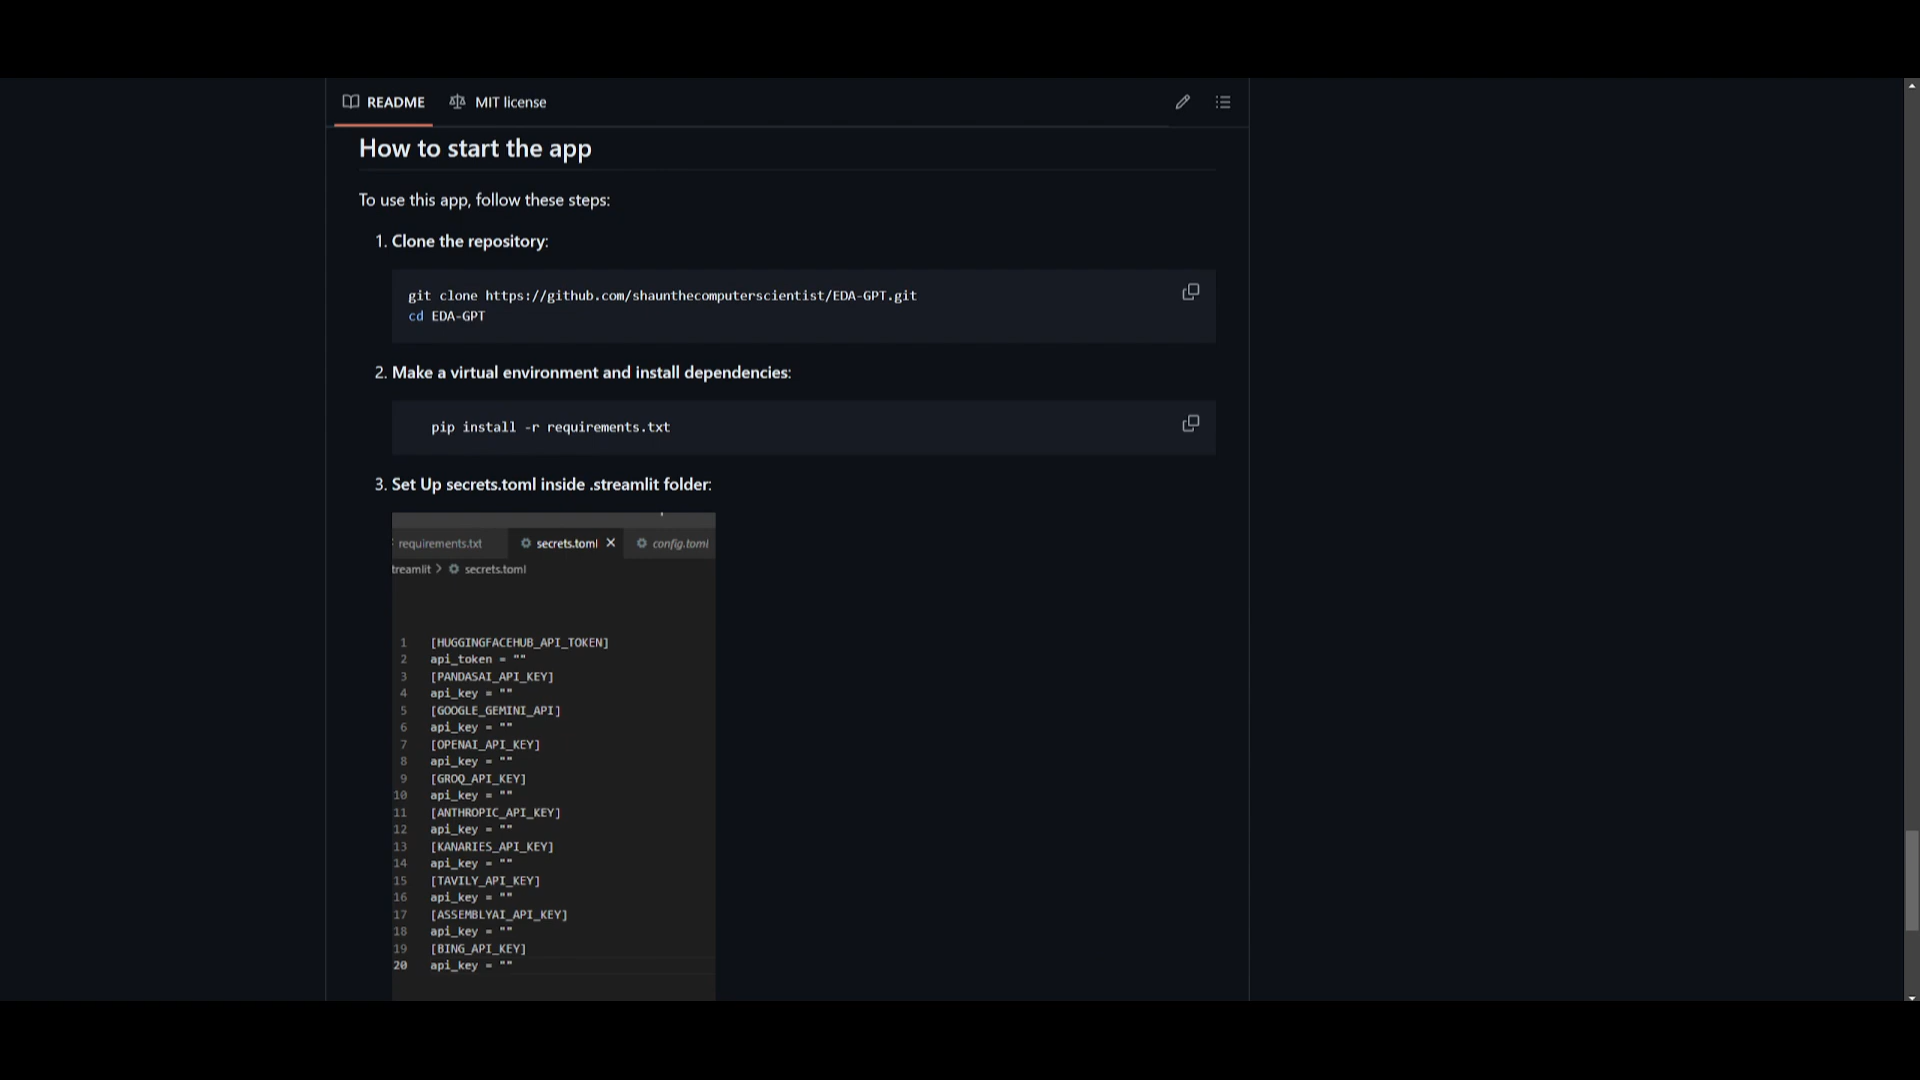 README MIT license
How to start the app
To use this app, follow these steps:
1. Clone the repository:
git clone https://github.com/shaunthecomputerscientist/EDA-GPT.git
cd EDA-GPT
2. Make a virtual environment and install dependencies:
pip install -r requirements.txt
3. Set Up secrets.toml inside .streamlit folder:
requirements.txt secrets.toml config.toml
treamlit > secrets.toml
1 [HUGGINGFACEHUB_API_TOKEN]
2 api_token = ""
3 [PANDASAI_API_KEY]
4 api_key = ""
5 [GOOGLE_GEMINI_API]
6 api_key = ""
7 [OPENAI_API_KEY]
8 api_key = ""
9 [GROQ_API_KEY]
10 api_key = ""
11 [ANTHROPIC_API_KEY]
12 api_key = ""
13 [KANARIES_API_KEY]
14 api_key = ""
15 [TAVILY_API_KEY]
16 api_key = ""
17 [ASSEMBLYAI_API_KEY]
18 api_key = ""
19 [BING_API_KEY]
20 api_key = ""